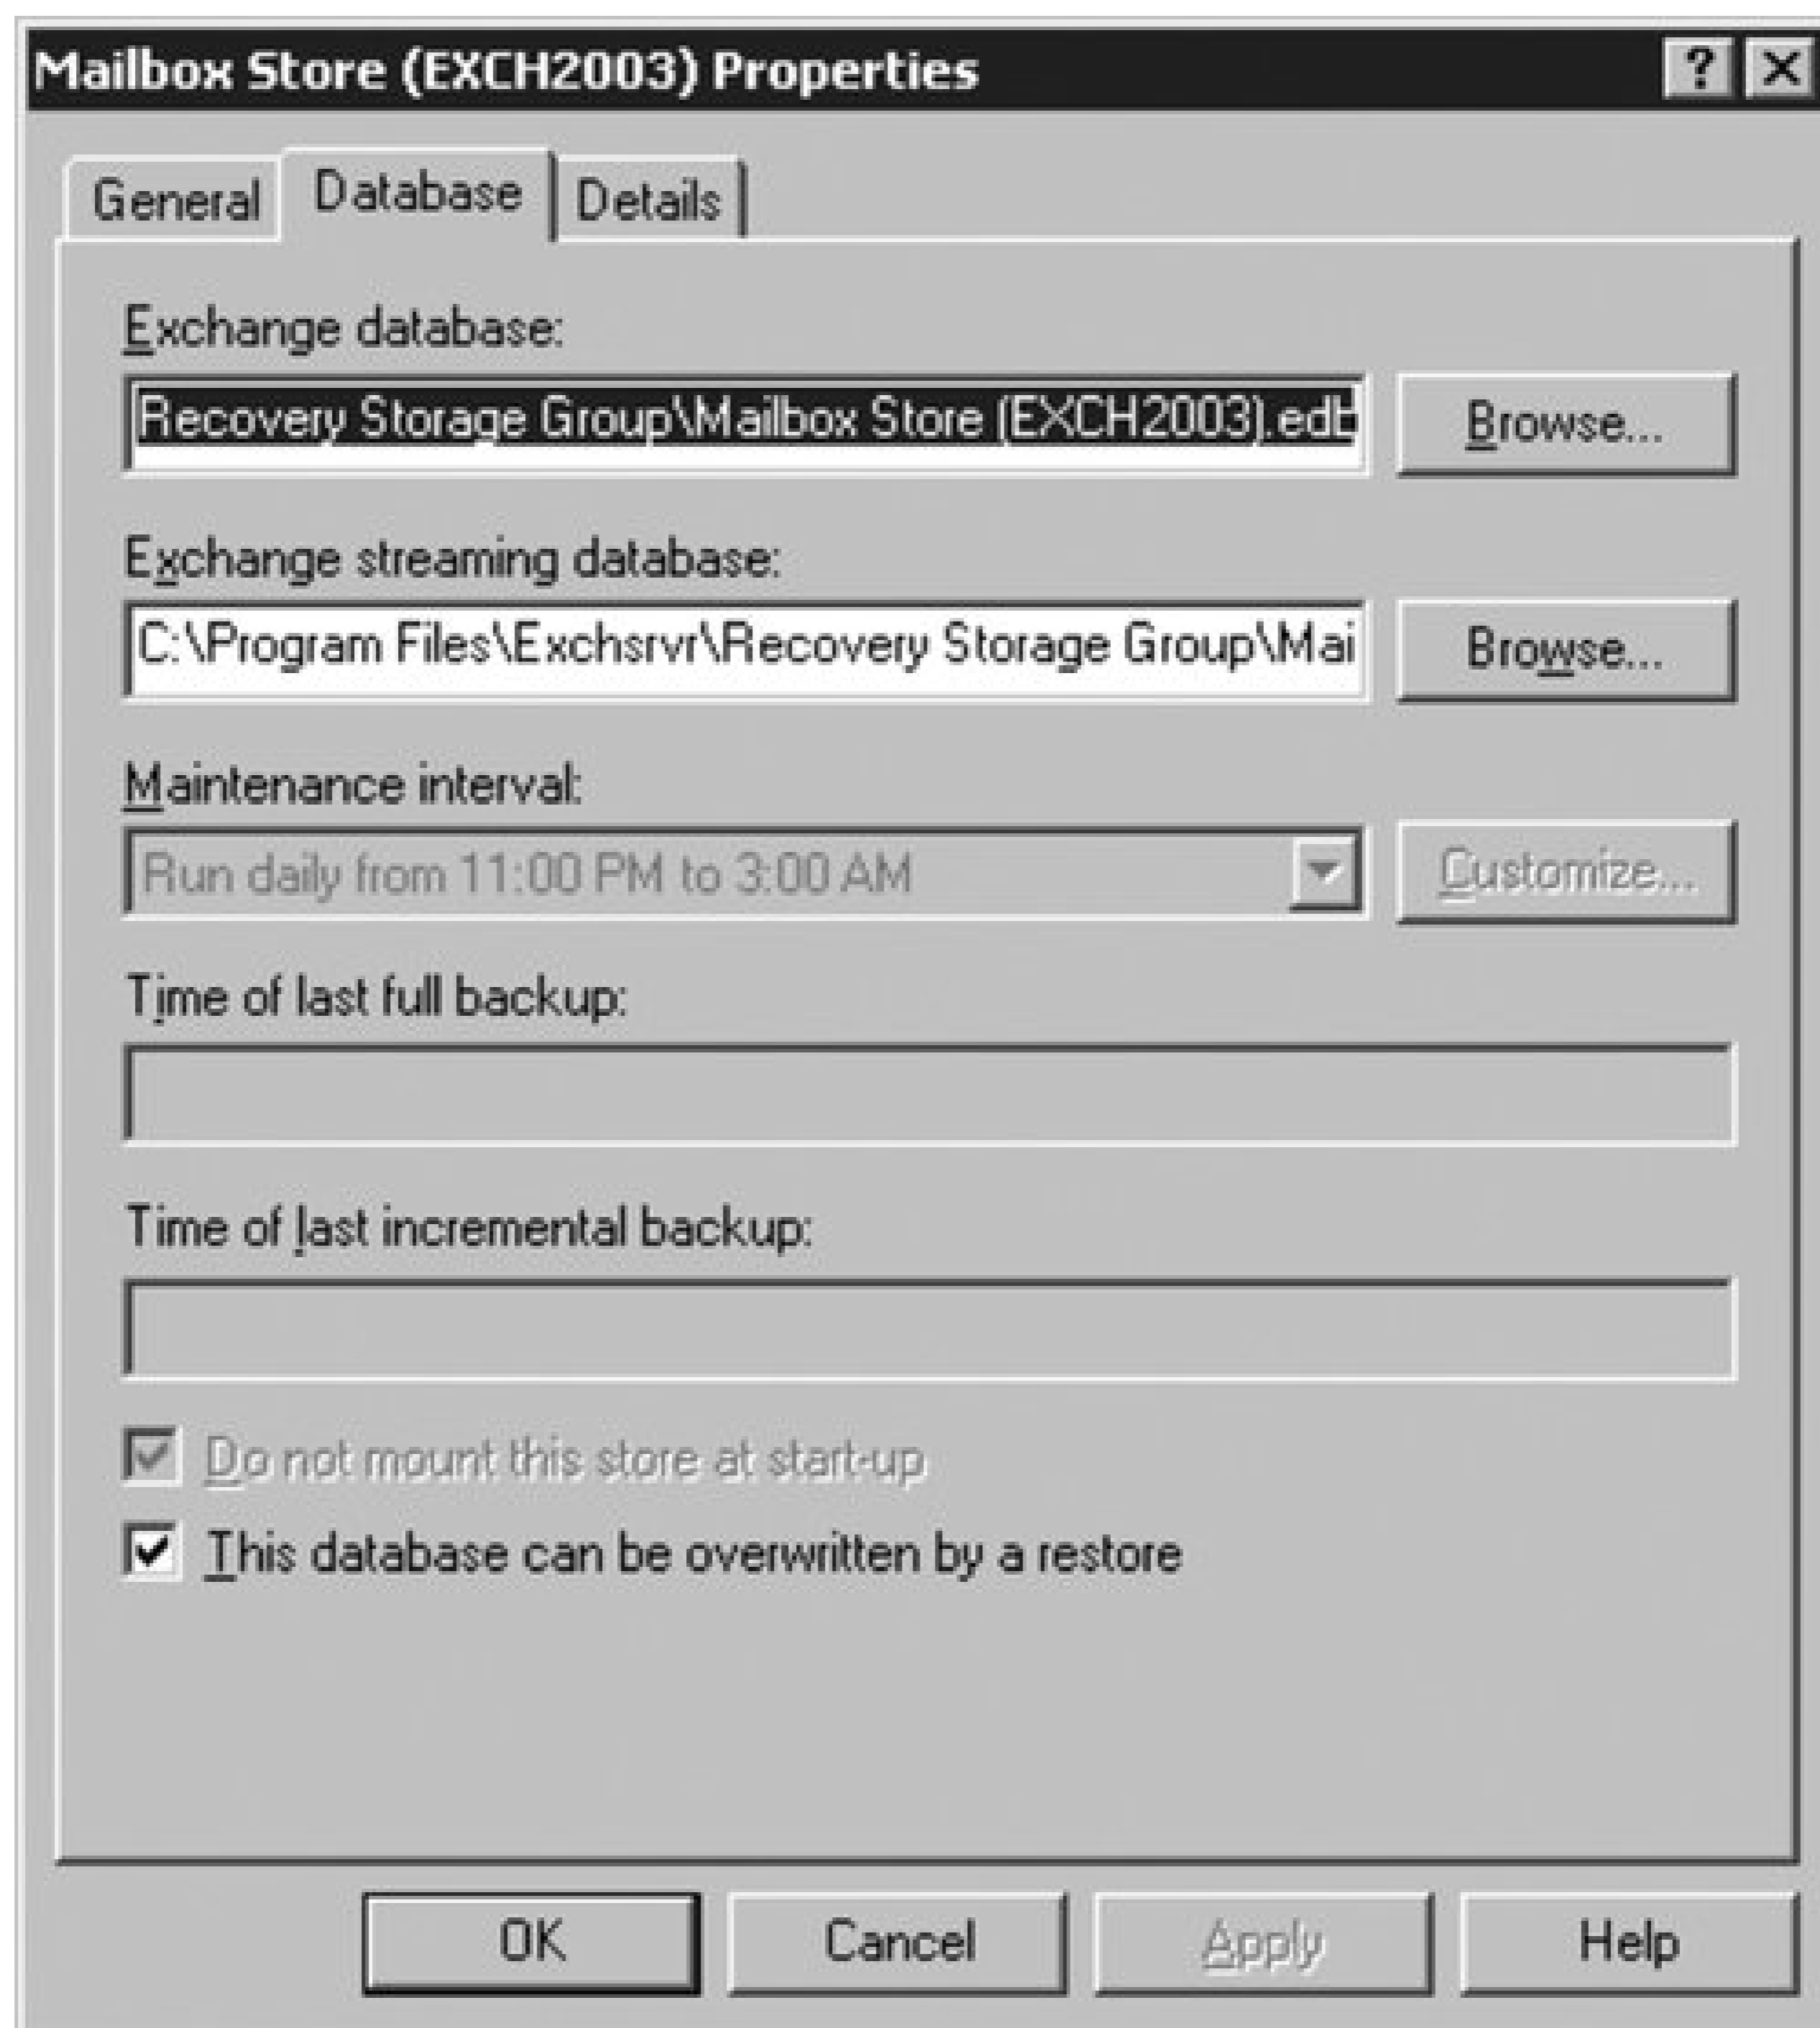 Mailbox Store (EXCH2003) Properties
General Database Details
Exchange database:
Recovery Storage Group\Mailbox Store (EXCH2003).edb Browse...
Exchange streaming database:
C:\Program Files\Exchsrvr\Recovery Storage Group\Mai Browse...
Maintenance interval:
Run daily from 11:00 PM to 3:00 AM Customize...
Time of last full backup:
Time of last incremental backup:
Do not mount this store at start-up
This database can be overwritten by a restore
OK Cancel Apply Help